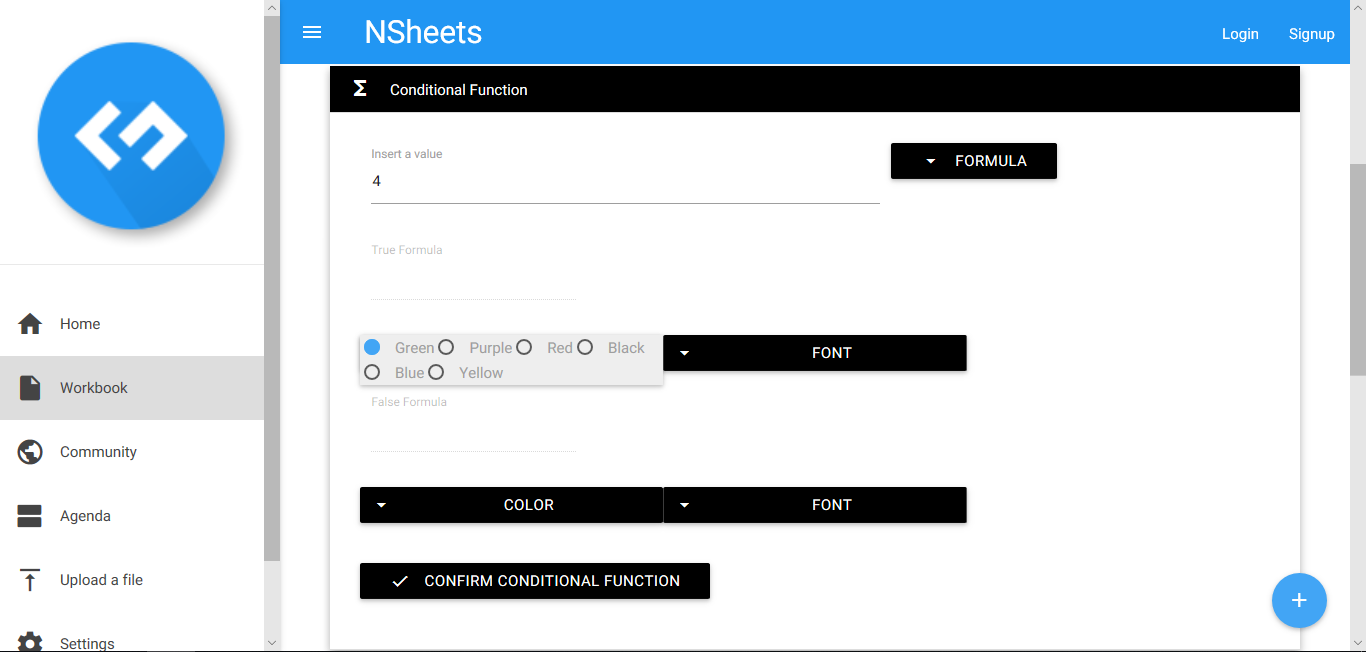 NSheets
Login
Signup
Conditional Function
Insert a value
4
FORMULA
True Formula
Green Purple Red Black
Blue Yellow
FONT
False Formula
COLOR
FONT
CONFIRM CONDITIONAL FUNCTION
Home
Workbook
Community
Agenda
Upload a file
Settings